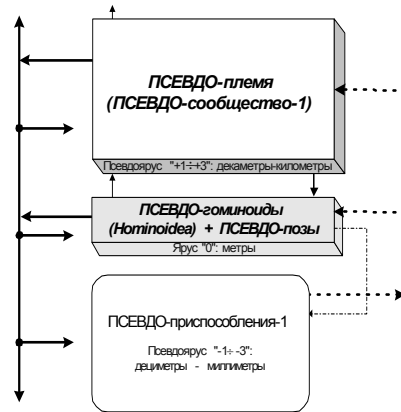 ПСЕВДО-племя
(ПСЕВДО-сообщество-1)
Псевдоярус "+1÷+3": декаметры-километры
ПСЕВДО-гоминоиды
(Hominoidea) + ПСЕВДО-позы
Ярус "0": метры
ПСЕВДО-приспособления-1
Псевдоярус "-1÷ -3":
дециметры - миллиметры